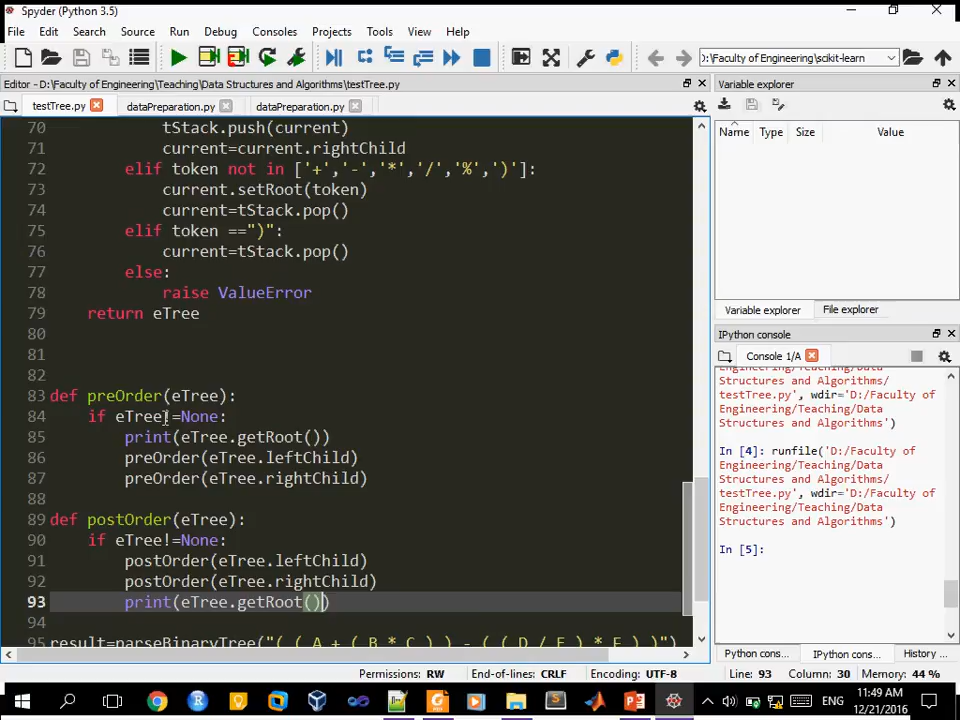 Spyder (Python 3.5)
File Edit Search Source Run Debug Consoles Projects Tools View Help
):\Faculty of Engineering\scikit-learn
Editor - D:\Faculty of Engineering\Teaching\Data Structures and Algorithms\testTree.py
testTree.py dataPreparation.py dataPreparation.py
70 tStack.push(current)
71 current=current.rightChild
72 elif token not in ['+','-','*','/','%',')']:
73 current.setRoot(token)
74 current=tStack.pop()
75 elif token ==")":
76 current=tStack.pop()
77 else:
78 raise ValueError
79 return eTree
80
81
82
83 def preOrder(eTree):
84 if eTree!=None:
85 print(eTree.getRoot())
86 preOrder(eTree.leftChild)
87 preOrder(eTree.rightChild)
88
89 def postOrder(eTree):
90 if eTree!=None:
91 postOrder(eTree.leftChild)
92 postOrder(eTree.rightChild)
93 print(eTree.getRoot())
94
95 result=parseBinaryTree("( ( A + ( B * C ) ) - ( ( D / E ) * F ) )")
Variable explorer
Name Type Size Value
Variable explorer File explorer
IPython console
Console 1/A
Engineering/Teaching/Data
Structures and Algorithms/
testTree.py', wdir='D:/Faculty of
Engineering/Teaching/Data
Structures and Algorithms')
In [4]: runfile('D:/Faculty of
Engineering/Teaching/Data
Structures and Algorithms/
testTree.py', wdir='D:/Faculty of
Engineering/Teaching/Data
Structures and Algorithms')
In [5]:
Python cons... IPython cons... History ...
Permissions: RW End-of-lines: CRLF Encoding: UTF-8 Line: 93 Column: 30 Memory: 44 %
11:49 AM
12/21/2016